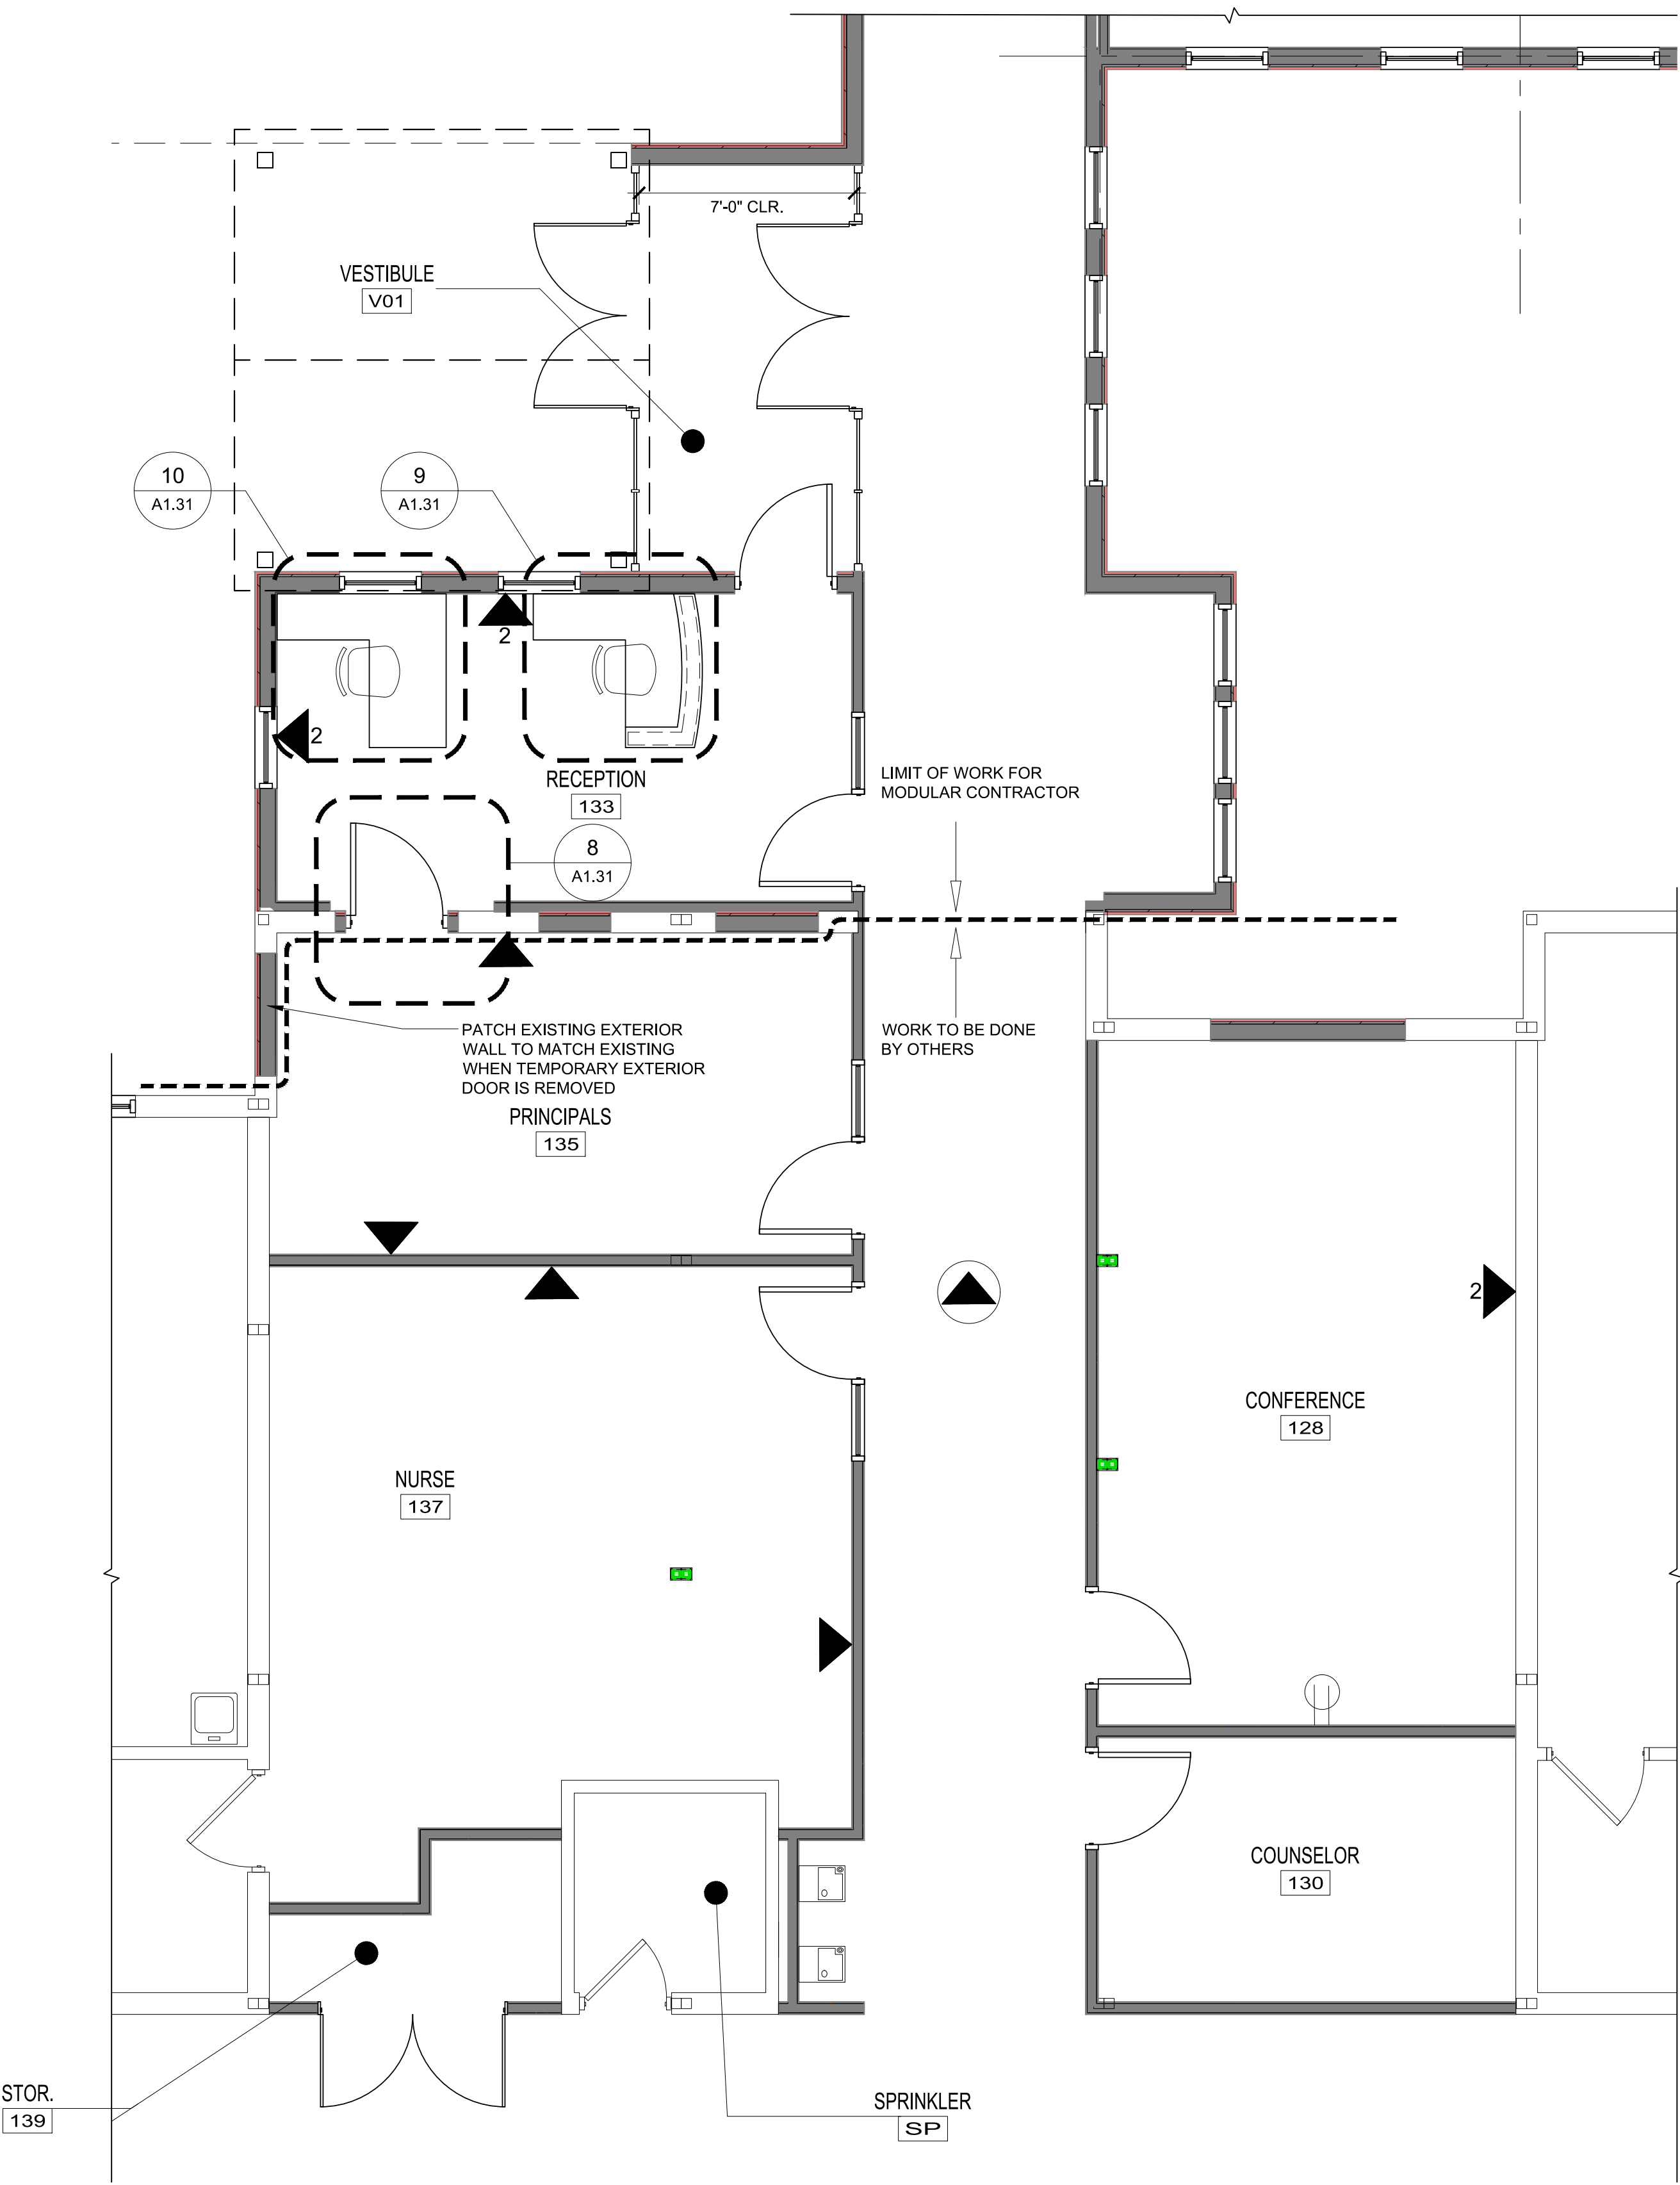 7'-0" CLR.
VESTIBULE
V01
10
A1.31
9
A1.31
2
2
RECEPTION
133
LIMIT OF WORK FOR
MODULAR CONTRACTOR
8
A1.31
PATCH EXISTING EXTERIOR
WALL TO MATCH EXISTING
WHEN TEMPORARY EXTERIOR
DOOR IS REMOVED
WORK TO BE DONE
BY OTHERS
PRINCIPALS
135
2
CONFERENCE
128
NURSE
137
COUNSELOR
130
STOR.
139
SPRINKLER
SP